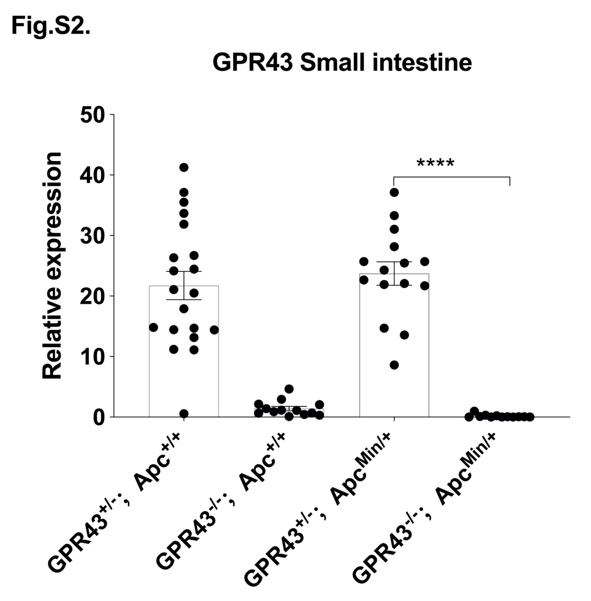 Fig.S2.
GPR43 Small intestine
Relative expression
50
40
30
20
10
0
****
GPR43+/-; Apc+/+
GPR43-/-; Apc+/+
GPR43+/-; ApcMin/+
GPR43-/-; ApcMin/+